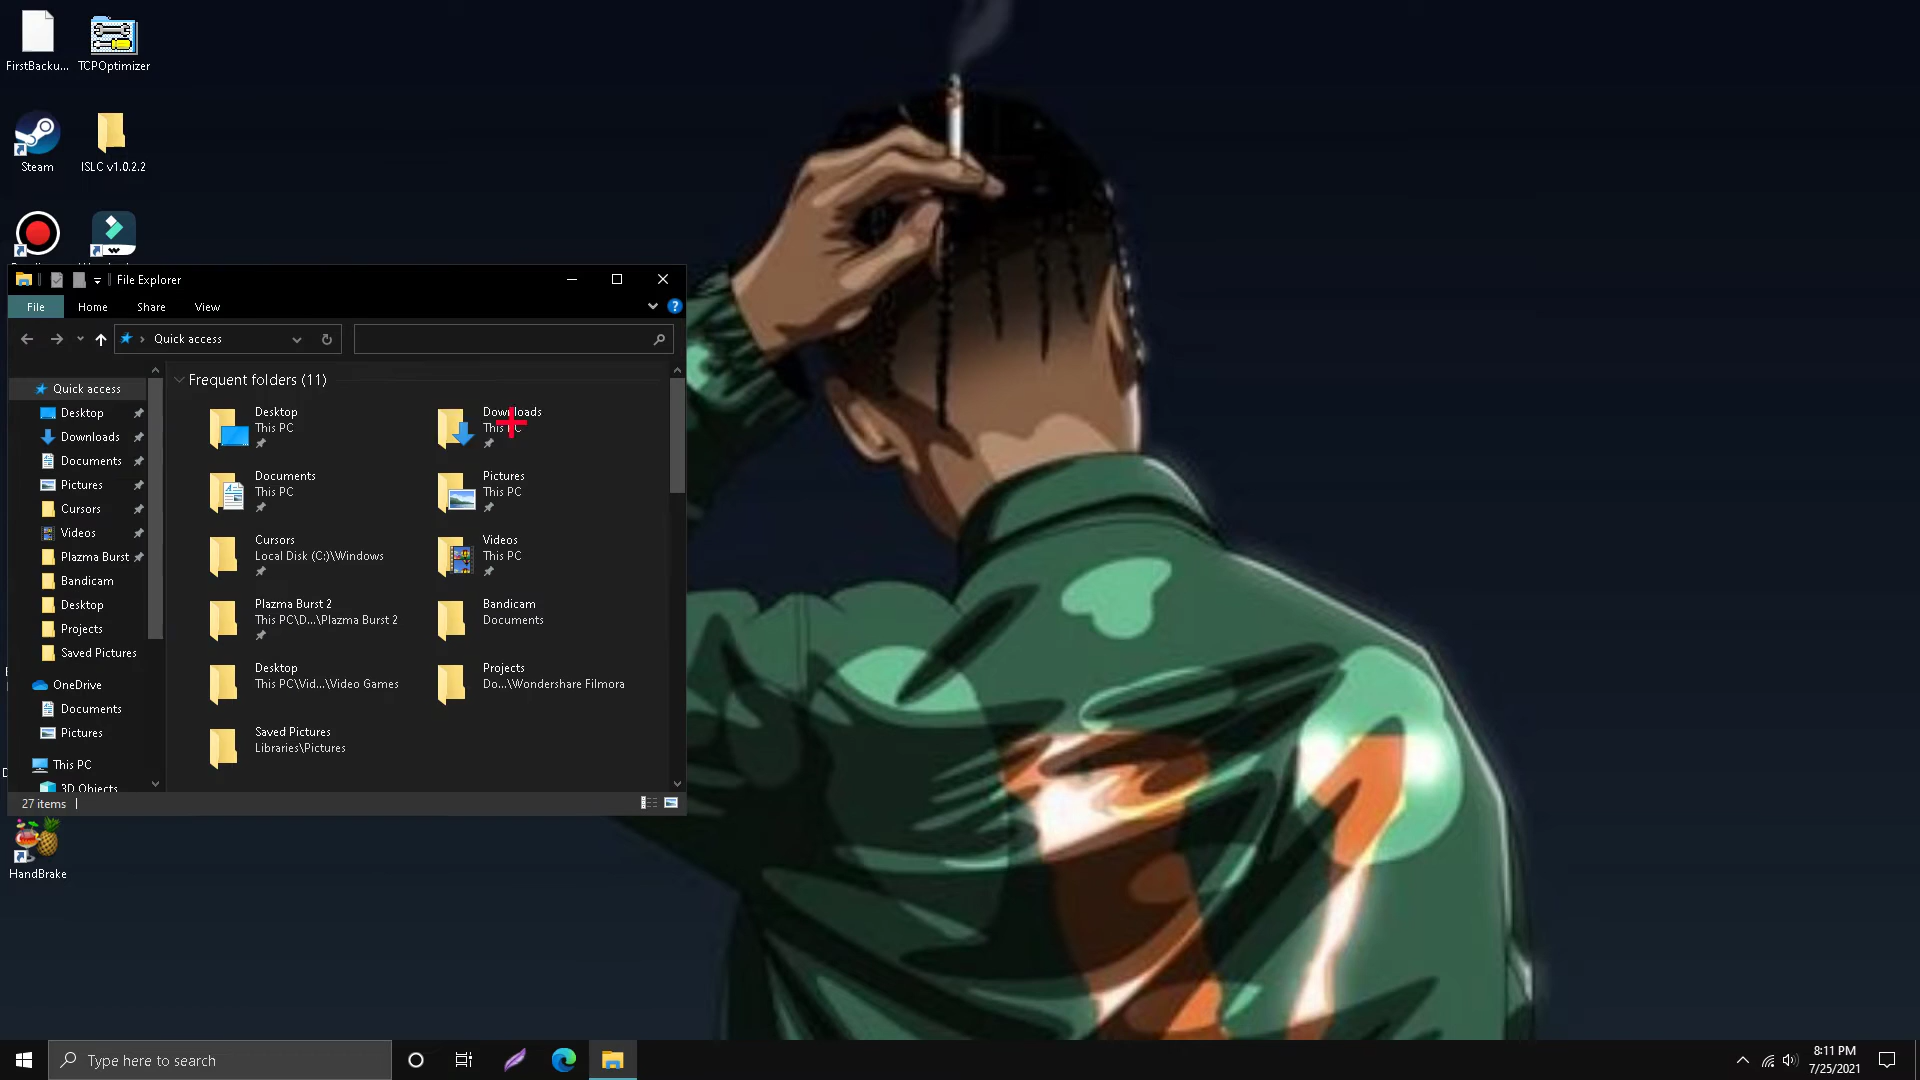 FirstBacku...
TCPOptimizer
Steam
ISLC v1.0.2.2
File Explorer
File
Home
Share
View
Quick access
Quick access
Desktop
Downloads
Documents
Pictures
Cursors
Videos
Plazma Burst
Bandicam
Desktop
Projects
Saved Pictures
OneDrive
Documents
Pictures
This PC
3D Objects
Frequent folders (11)
Desktop
This PC
Downloads
This PC
Documents
This PC
Pictures
This PC
Cursors
Local Disk (C:)\Windows
Videos
This PC
Plazma Burst 2
This PC\D...\Plazma Burst 2
Bandicam
Documents
Desktop
This PC\Vid...\Video Games
Projects
Do...\Wondershare Filmora
Saved Pictures
Libraries\Pictures
27 items
HandBrake
Type here to search
8:11 PM
7/25/2021